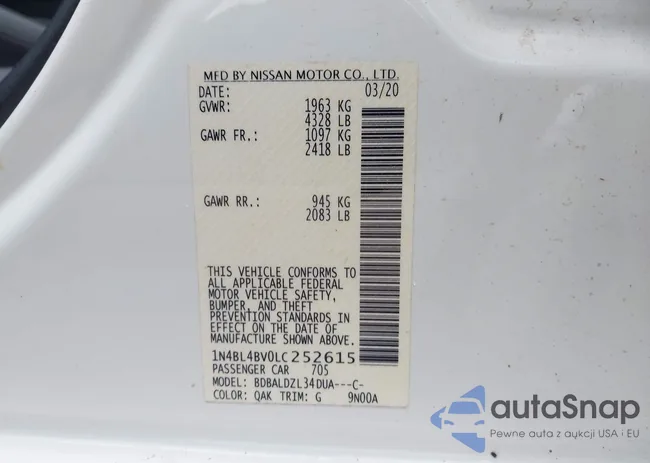 MFD BY NISSAN MOTOR CO., LTD.
DATE: 03/20
GVWR: 1963 KG
4328 LB
GAWR FR.: 1097 KG
2418 LB
GAWR RR.: 945 KG
2083 LB
THIS VEHICLE CONFORMS TO
ALL APPLICABLE FEDERAL
MOTOR VEHICLE SAFETY,
BUMPER, AND THEFT
PREVENTION STANDARDS IN
EFFECT ON THE DATE OF
MANUFACTURE SHOWN ABOVE.
1N4BL4BV0LC252615
PASSENGER CAR 705
MODEL: BDBALDZL34DUA---C-
COLOR: QAK TRIM: G 9N00A
autoSnap
Pewne auta z aukcji USA i EU